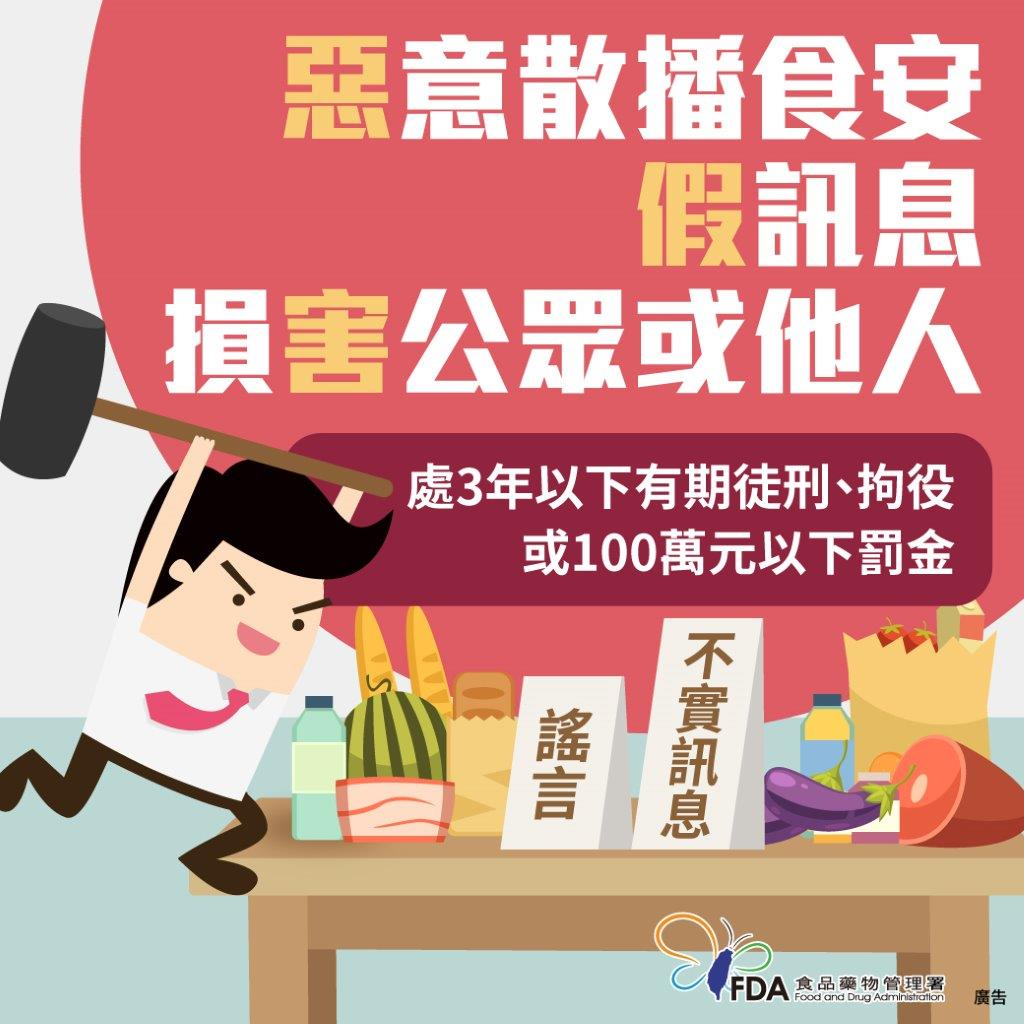 惡意散播食安
假訊息
損害公眾或他人
處3年以下有期徒刑、拘役
或100萬元以下罰金
謠言
不實訊息
FDA 食品藥物管理署
Food and Drug Administration
廣告